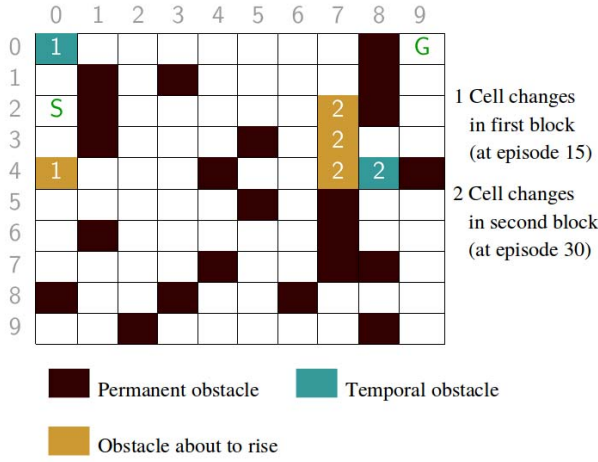 0 1 2 3 4 5 6 7 8 9
0 1 G
1
2 S 2
3 2
4 1 2 2
5
6
7
8
9
1 Cell changes
in first block
(at episode 15)
2 Cell changes
in second block
(at episode 30)
Permanent obstacle Temporal obstacle
Obstacle about to rise